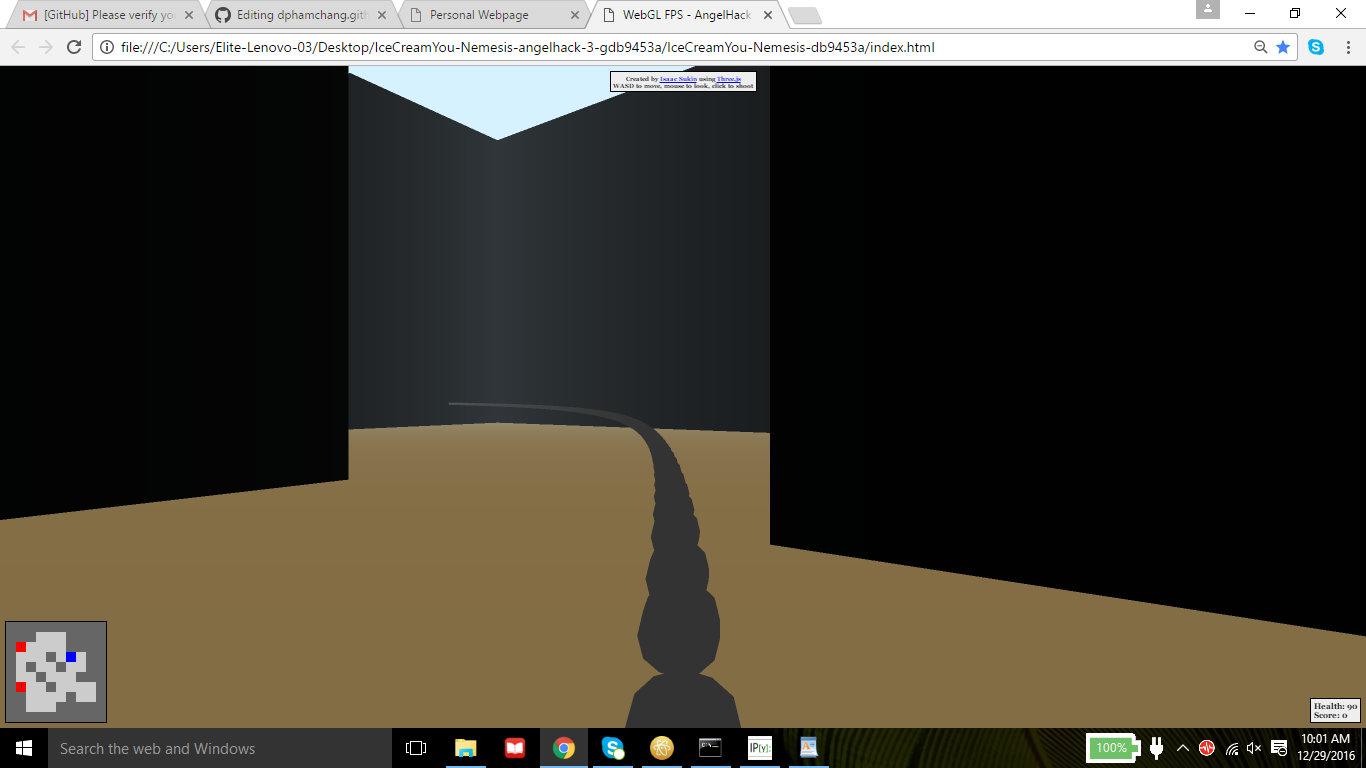 [GitHub] Please verify yo
Editing dphamchang.gith
Personal Webpage
WebGL FPS - AngelHack
file:///C:/Users/Elite-Lenovo-03/Desktop/IceCreamYou-Nemesis-angelhack-3-gdb9453a/IceCreamYou-Nemesis-db9453a/index.html
Created by Isaac Sukin using Three.js
WASD to move, mouse to look, click to shoot
Health: 90
Score: 0
Search the web and Windows
IP[y]:
100%
10:01 AM
12/29/2016